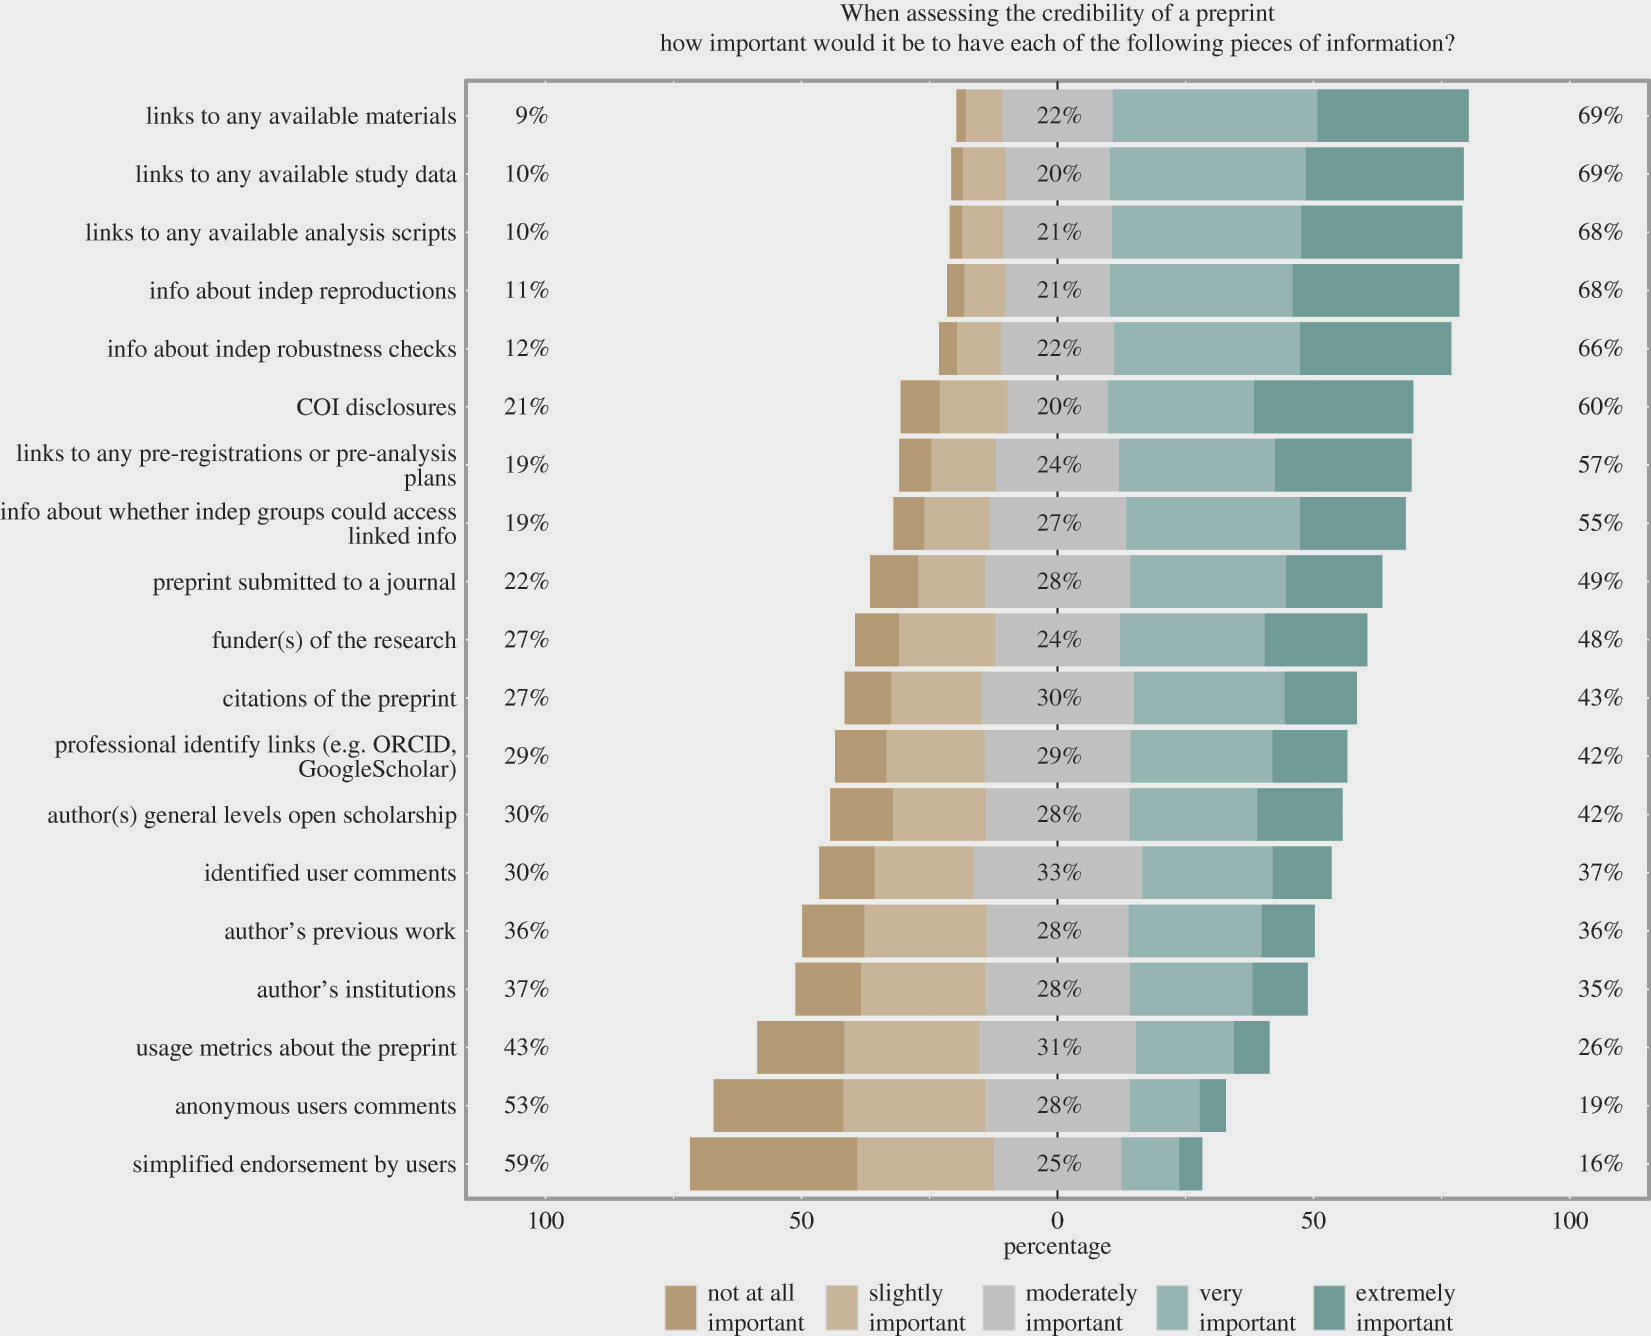 When assessing the credibility of a preprint
how important would it be to have each of the following pieces of information?
links to any available materials 9% 22% 69%
links to any available study data 10% 20% 69%
links to any available analysis scripts 10% 21% 68%
info about indep reproductions 11% 21% 68%
info about indep robustness checks 12% 22% 66%
COI disclosures 21% 20% 60%
links to any pre-registrations or pre-analysis
plans 19% 24% 57%
info about whether indep groups could access
linked info 19% 27% 55%
preprint submitted to a journal 22% 28% 49%
funder(s) of the research 27% 24% 48%
citations of the preprint 27% 30% 43%
professional identify links (e.g. ORCID,
GoogleScholar) 29% 29% 42%
author(s) general levels open scholarship 30% 28% 42%
identified user comments 30% 33% 37%
author’s previous work 36% 28% 36%
author’s institutions 37% 28% 35%
usage metrics about the preprint 43% 31% 26%
anonymous users comments 53% 28% 19%
simplified endorsement by users 59% 25% 16%
100 50 0 50 100
percentage
not at all slightly moderately very extremely
important important important important important